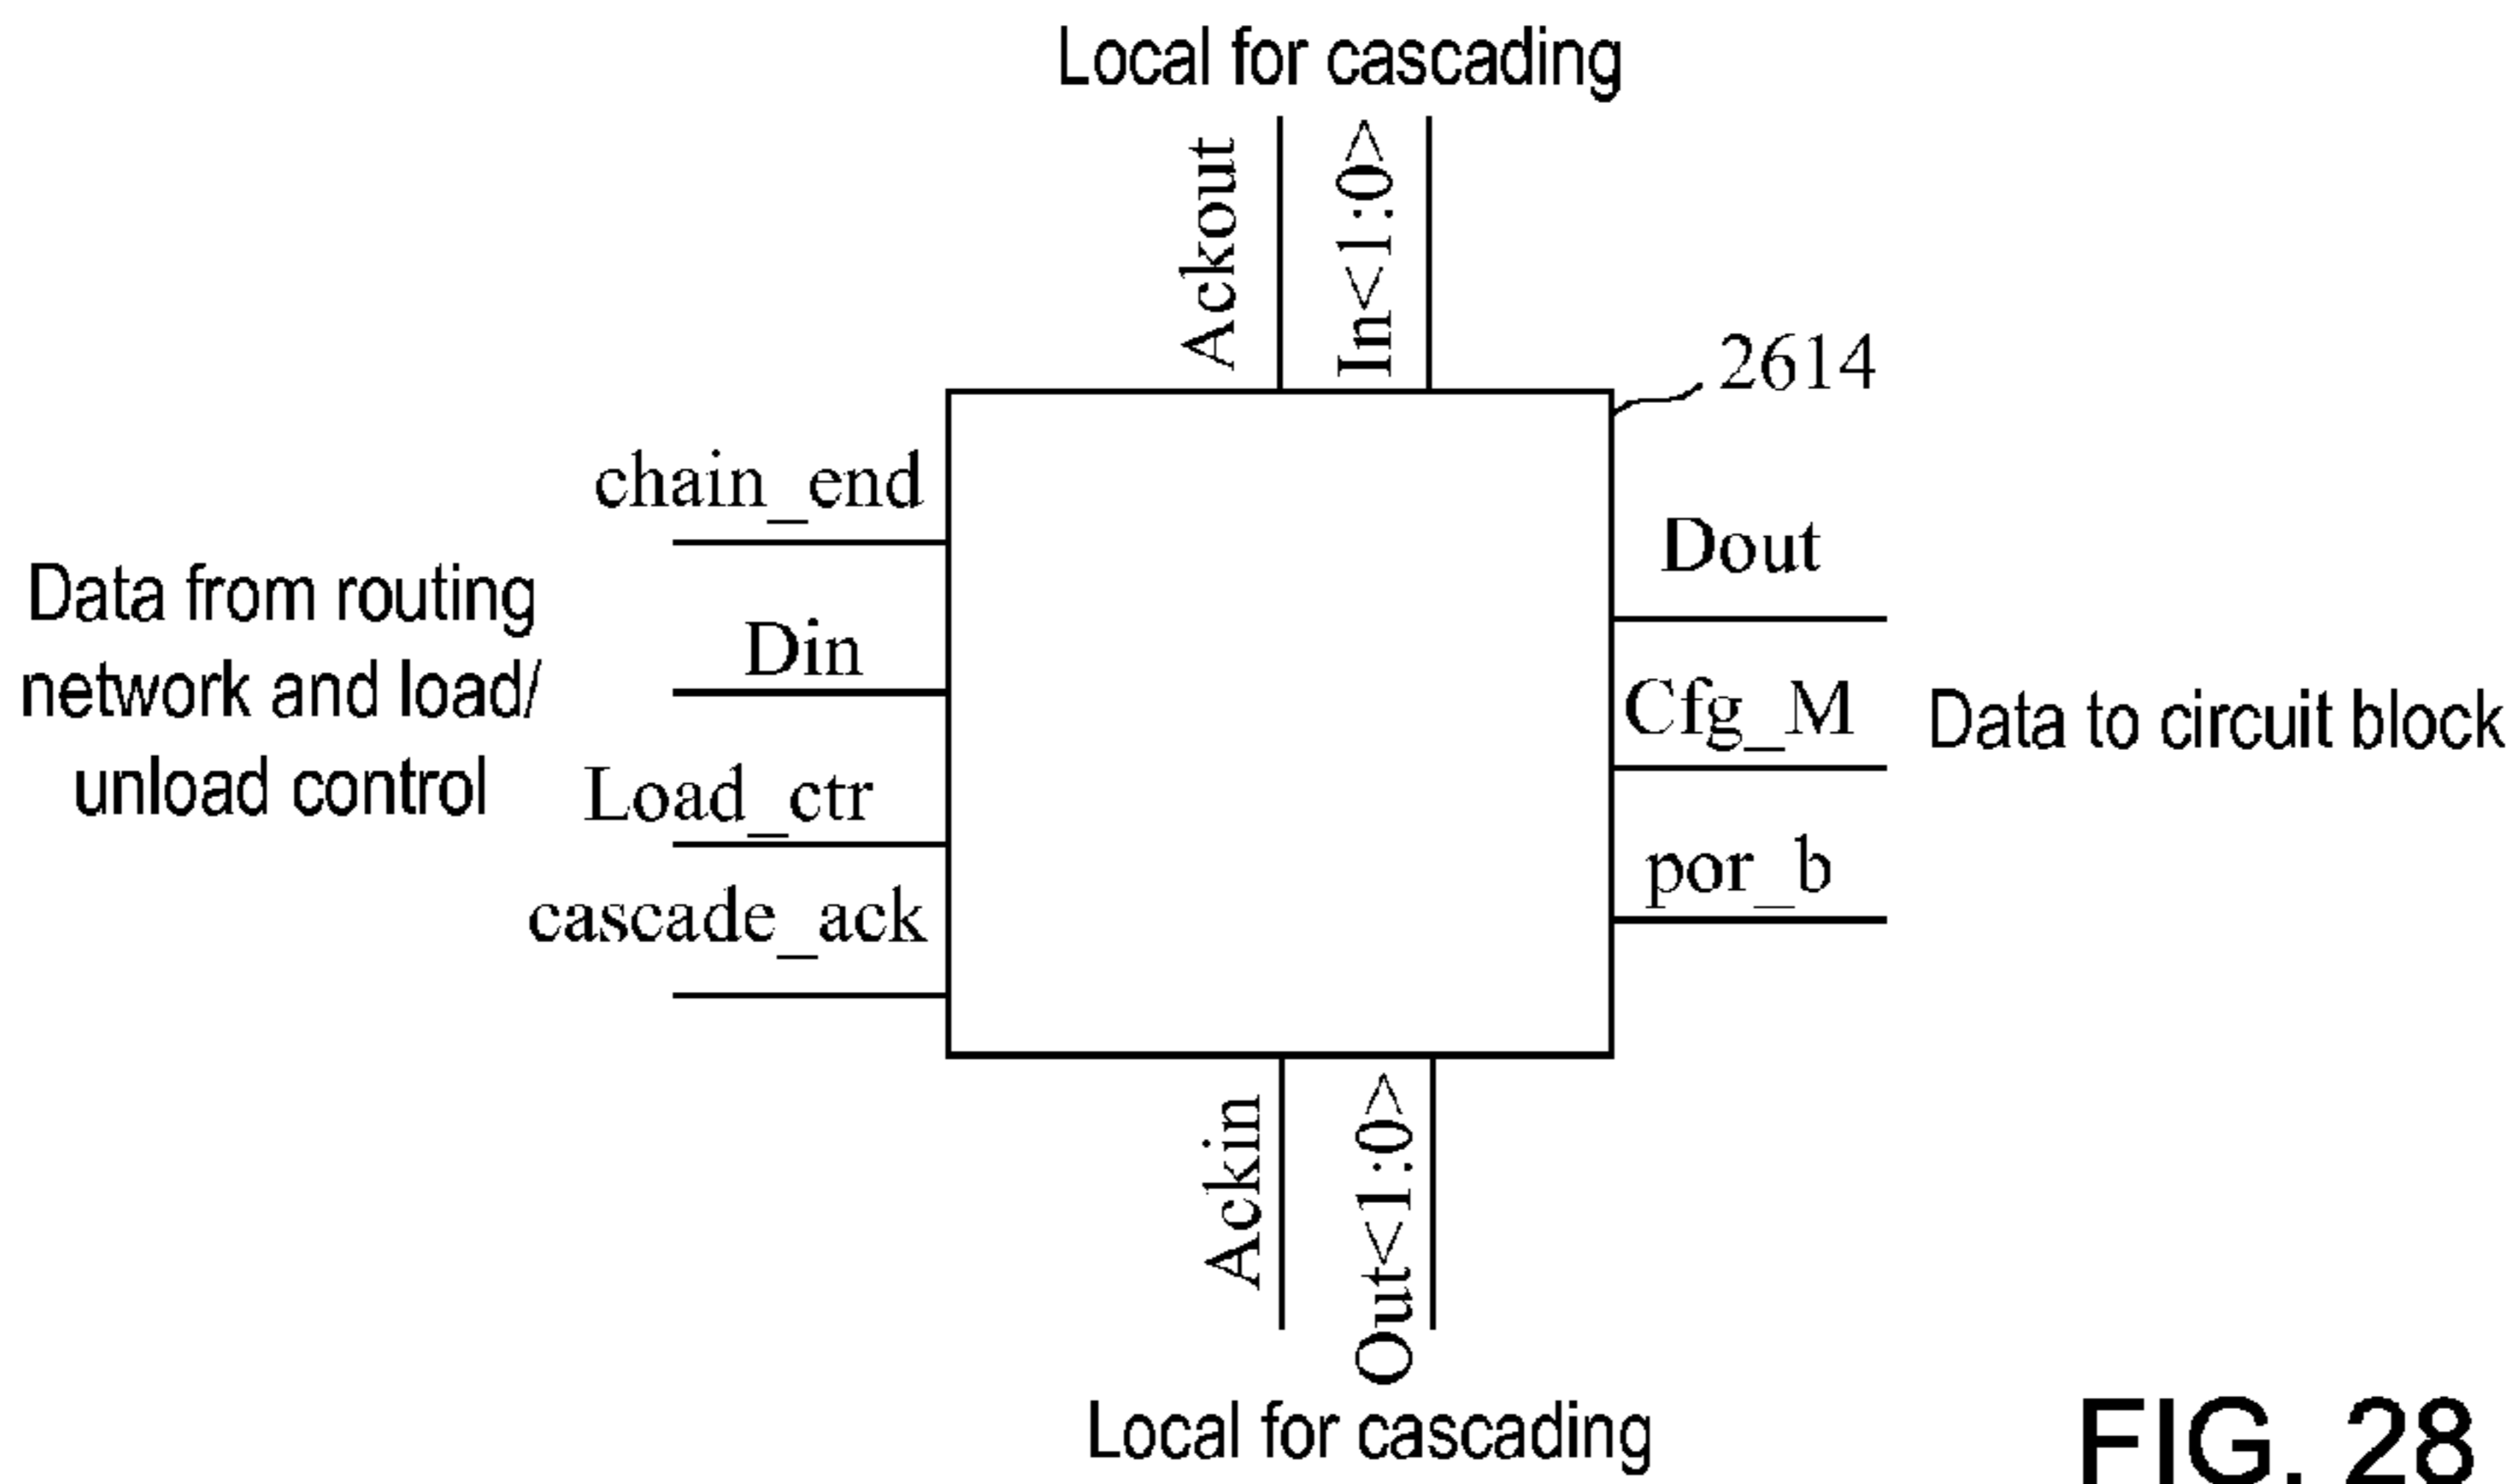 Local for cascading
Ackout
In<1:0>
2614
chain_end
Din
Load_ctr
cascade_ack
Data from routing
network and load/
unload control
Dout
Cfg_M
por_b
Data to circuit block
Ackin
Out<1:0>
Local for cascading
FIG. 28